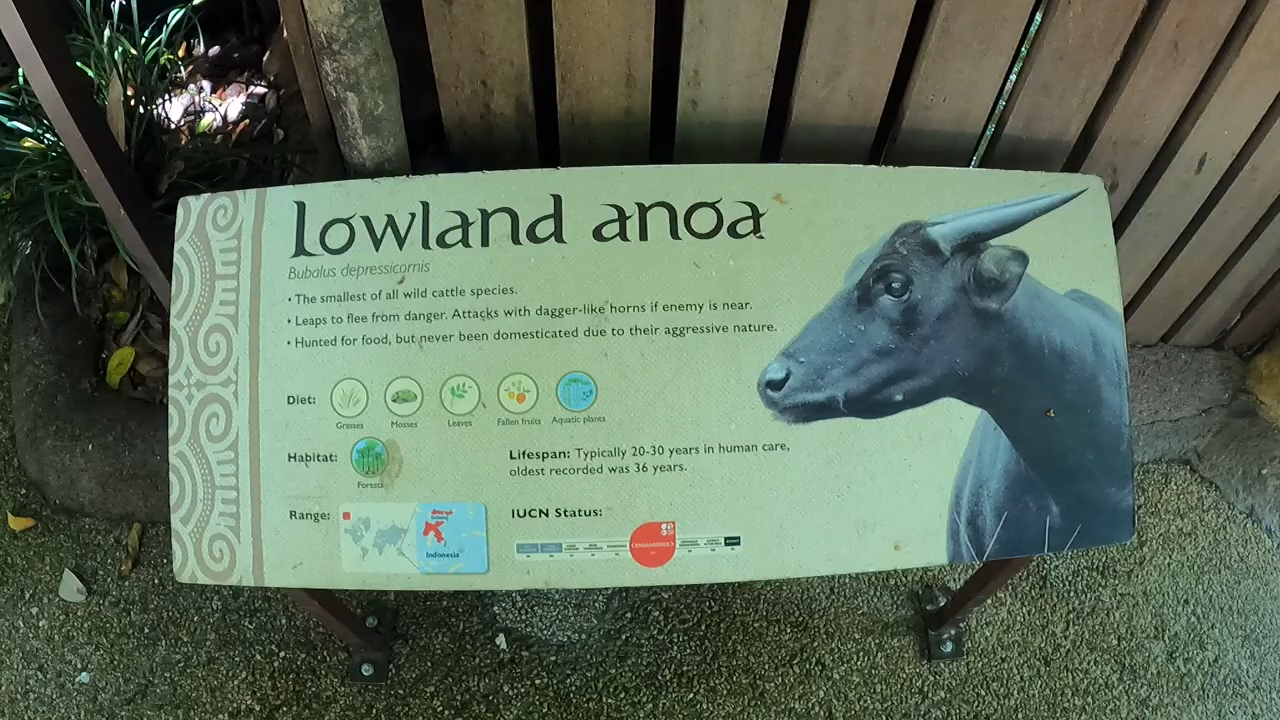 lowland anoa
Bubalus depressicornis
• The smallest of all wild cattle species.
• Leaps to flee from danger. Attacks with dagger-like horns if enemy is near.
• Hunted for food, but never been domesticated due to their aggressive nature.
Diet:
Grasses Mosses Leaves Fallen fruits Aquatic plants
Habitat:
Forests
Lifespan: Typically 20-30 years in human care,
oldest recorded was 36 years.
Range:
Indonesia
IUCN Status:
ENDANGERED